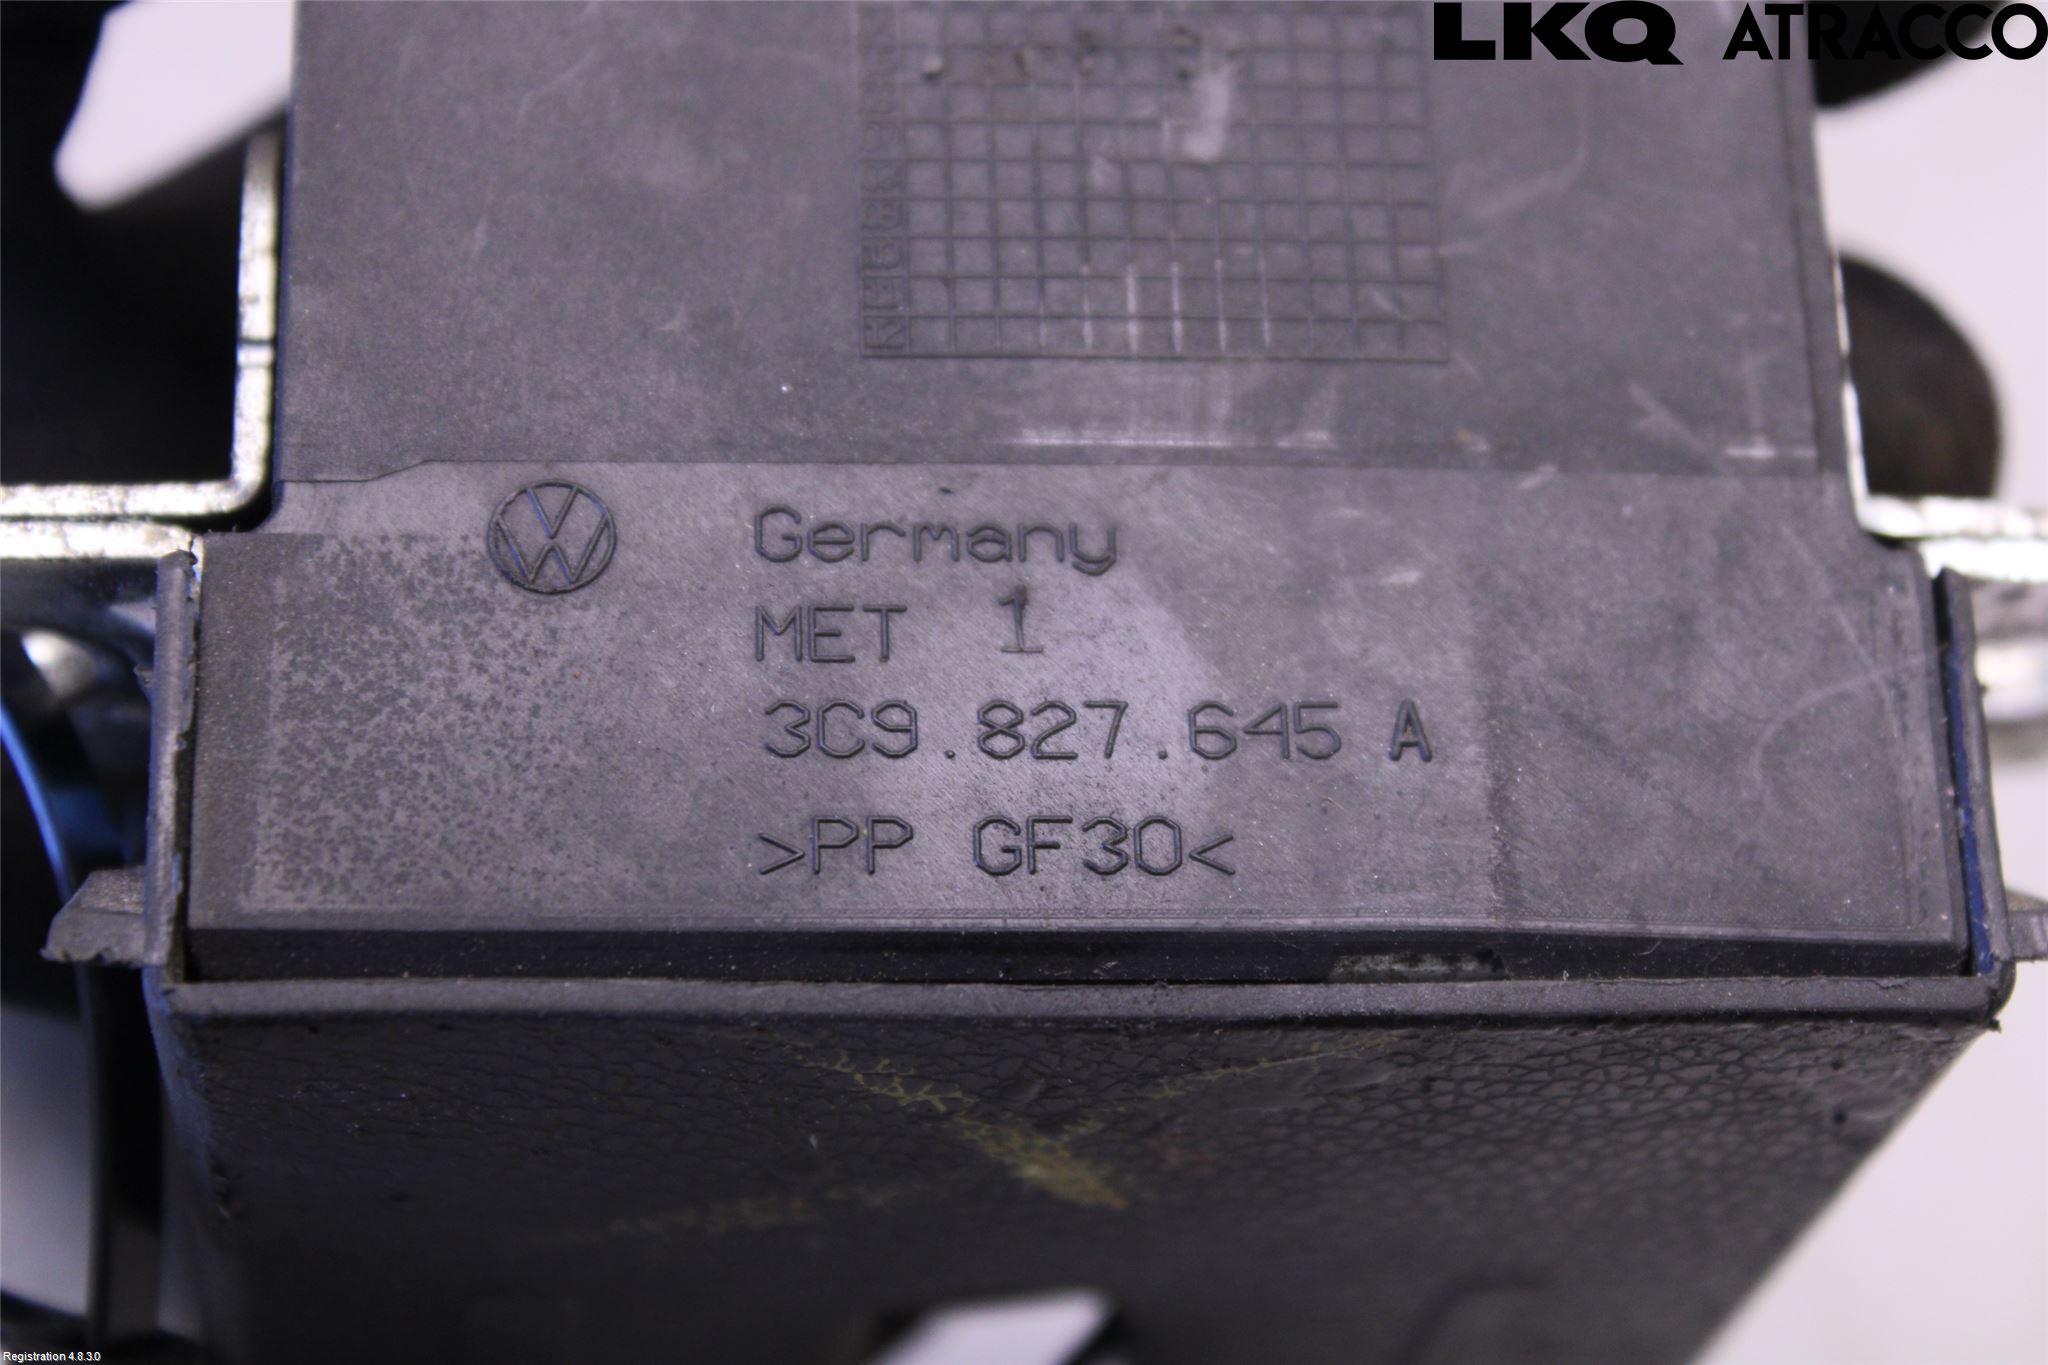 LKQ ATRACCO
Germany
MET 1
3C9.827.645 A
>PP GF30<
Registration 4.8.3.0